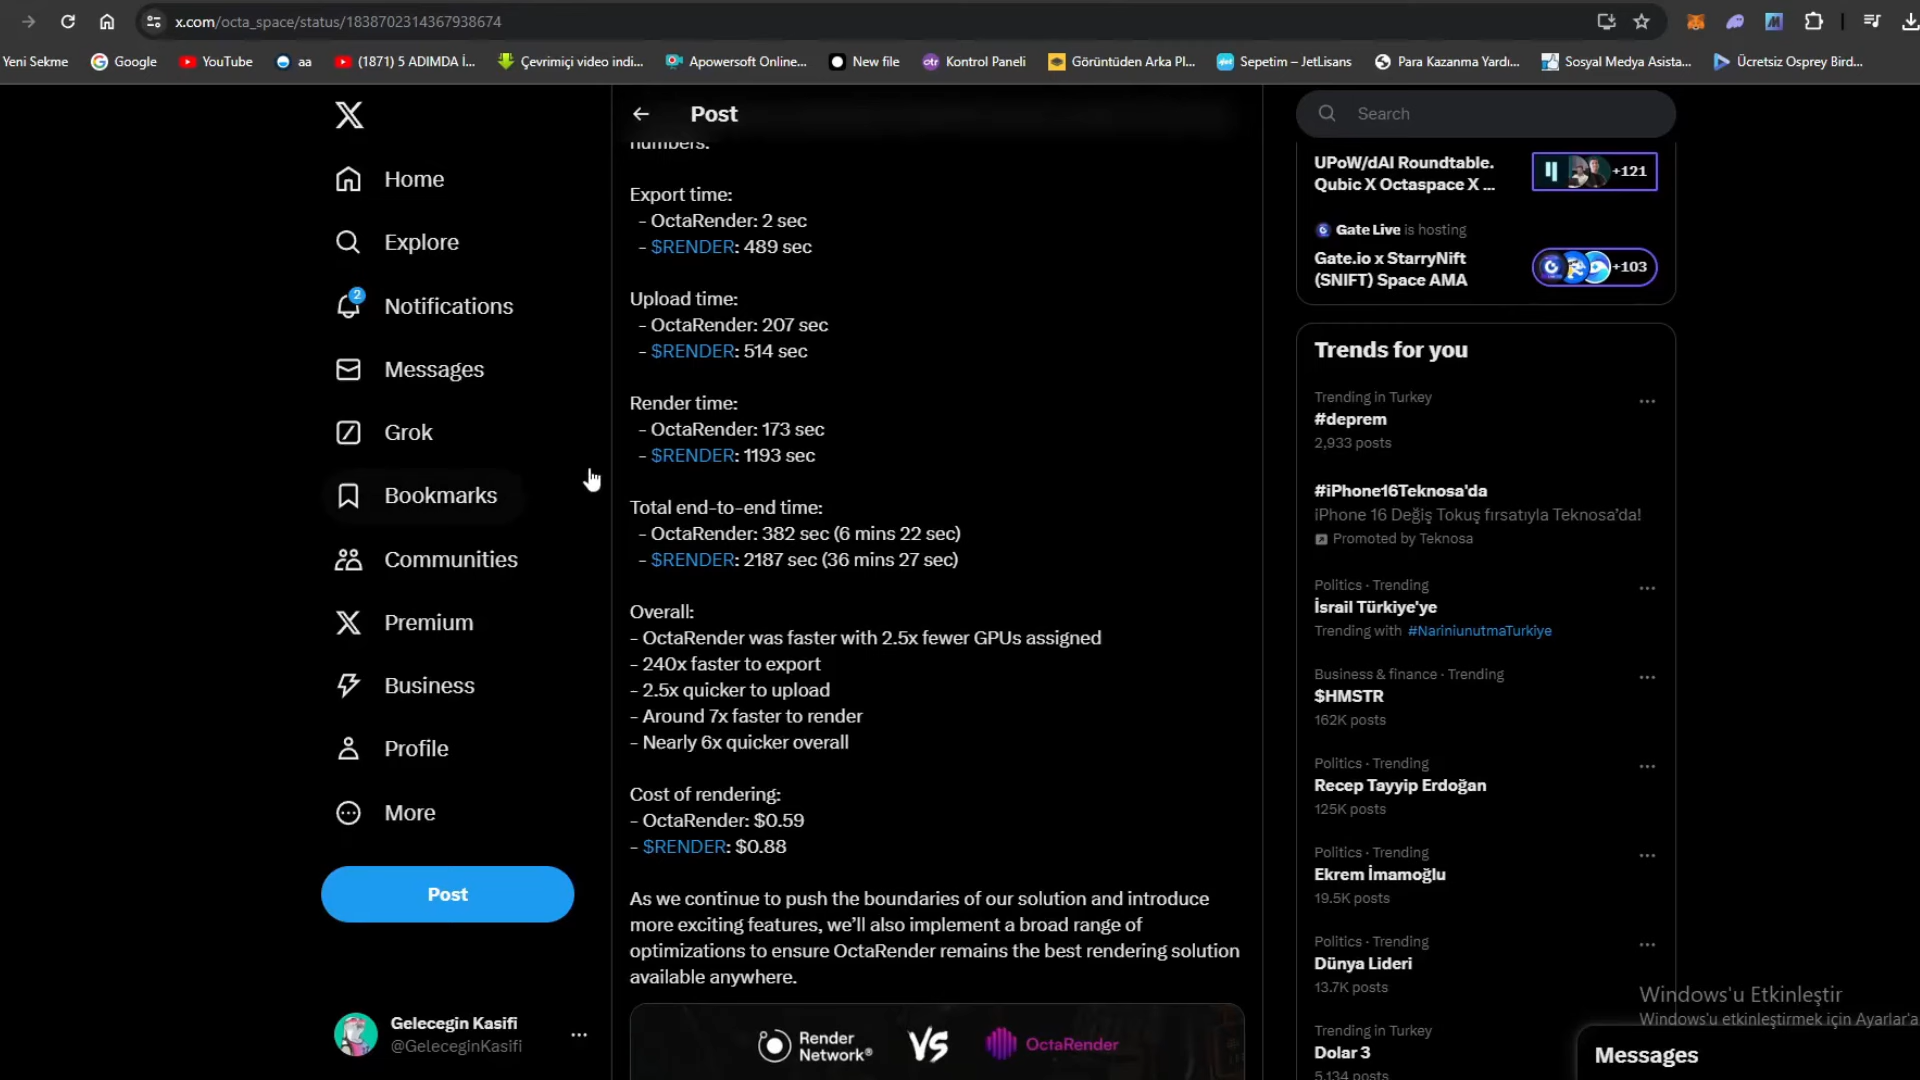 x.com/octa_space/status/1838702314367938674
Yeni Sekme
Google
YouTube
aa
(1871) 5 ADIMDA İ...
Çevrimiçi video indi...
Apowersoft Online...
New file
Kontrol Paneli
Görüntüden Arka Pl...
Sepetim – JetLisans
Para Kazanma Yardı...
Sosyal Medya Asista...
Ücretsiz Osprey Bird...
Home
Explore
2
Notifications
Messages
Grok
Bookmarks
Communities
Premium
Business
Profile
More
Post
Gelecegin Kasifi
@GeleceginKasifi
Post
numbers.
Export time:
- OctaRender: 2 sec
- $RENDER: 489 sec
Upload time:
- OctaRender: 207 sec
- $RENDER: 514 sec
Render time:
- OctaRender: 173 sec
- $RENDER: 1193 sec
Total end-to-end time:
- OctaRender: 382 sec (6 mins 22 sec)
- $RENDER: 2187 sec (36 mins 27 sec)
Overall:
- OctaRender was faster with 2.5x fewer GPUs assigned
- 240x faster to export
- 2.5x quicker to upload
- Around 7x faster to render
- Nearly 6x quicker overall
Cost of rendering:
- OctaRender: $0.59
- $RENDER: $0.88
As we continue to push the boundaries of our solution and introduce
more exciting features, we'll also implement a broad range of
optimizations to ensure OctaRender remains the best rendering solution
available anywhere.
Render
Network®
VS
OctaRender
Search
UPoW/dAI Roundtable.
Qubic X Octaspace X ...
+121
Gate Live is hosting
Gate.io x StarryNift
(SNIFT) Space AMA
+103
Trends for you
Trending in Turkey
#deprem
2,933 posts
#iPhone16Teknosa'da
iPhone 16 Değiş Tokuş fırsatıyla Teknosa'da!
Promoted by Teknosa
Politics · Trending
İsrail Türkiye'ye
Trending with #NariniunutmaTurkiye
Business & finance · Trending
$HMSTR
162K posts
Politics · Trending
Recep Tayyip Erdoğan
125K posts
Politics · Trending
Ekrem İmamoğlu
19.5K posts
Politics · Trending
Dünya Lideri
13.7K posts
Trending in Turkey
Dolar 3
5,134 posts
Windows'u Etkinleştir
Windows'u etkinleştirmek için Ayarlar'a
Messages